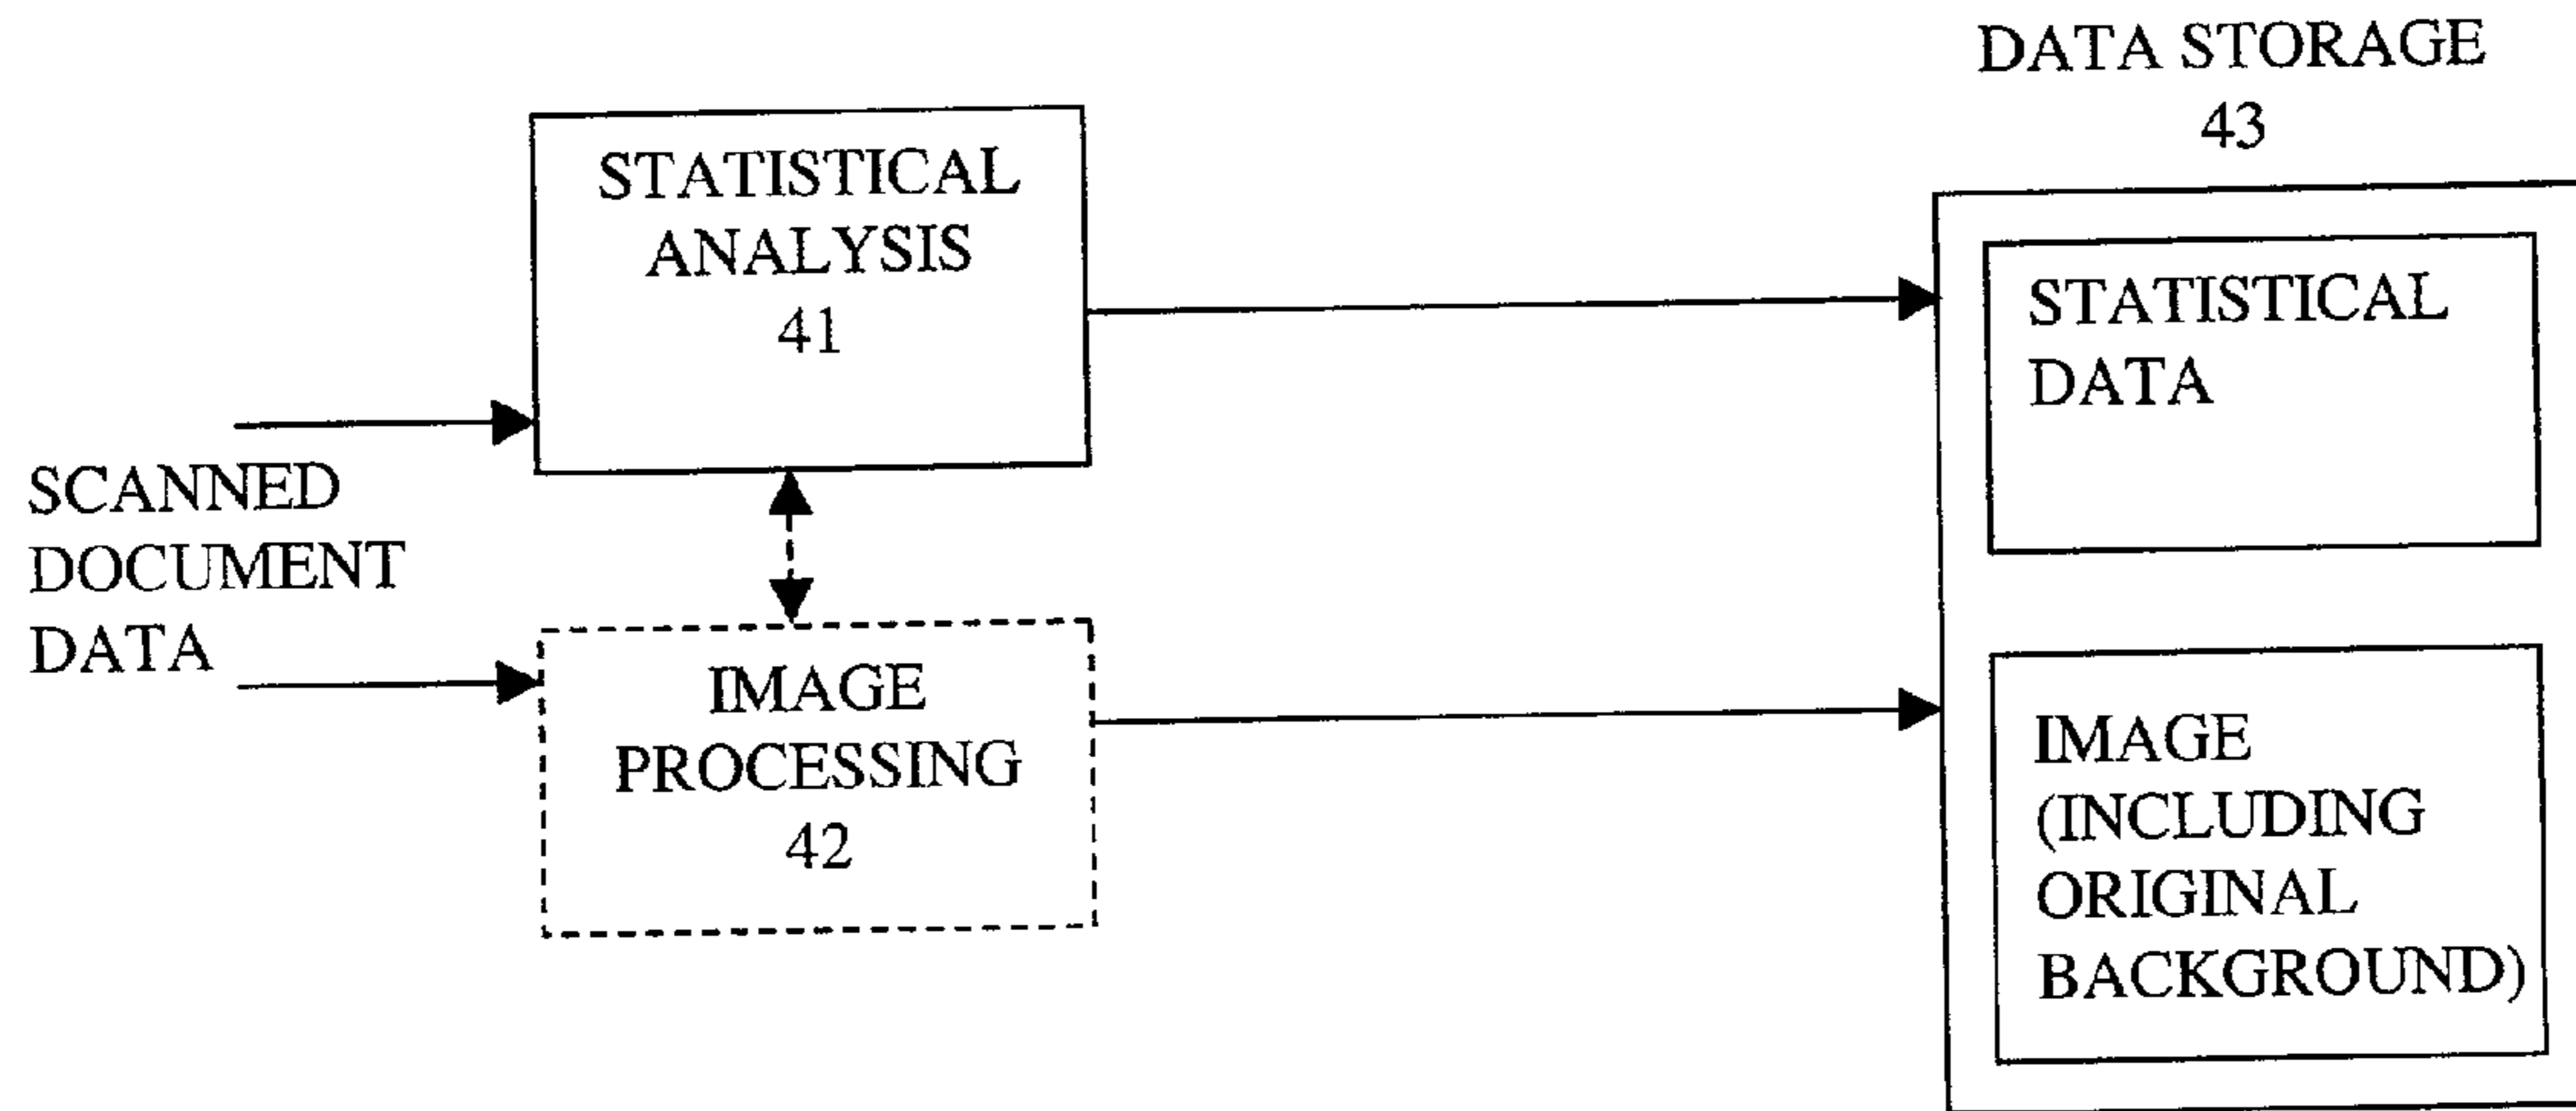 SCANNED
DOCUMENT
DATA
STATISTICAL
ANALYSIS
41
IMAGE
PROCESSING
42
DATA STORAGE
43
STATISTICAL
DATA
IMAGE
(INCLUDING
ORIGINAL
BACKGROUND)